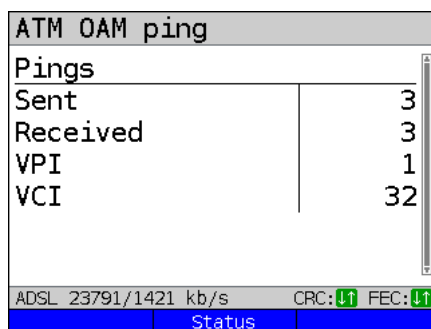 ATM OAM ping
Pings
Sent 3
Received 3
VPI 1
VCI 32
ADSL 23791/1421 kb/s CRC:↓↑ FEC:↓↑
Status